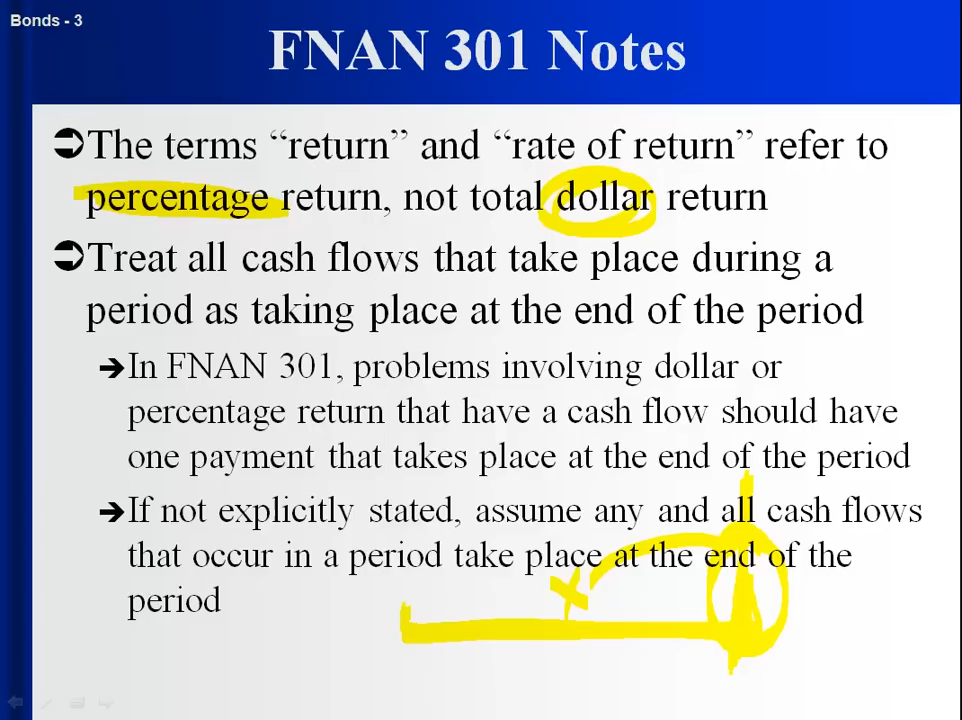 Bonds - 3
FNAN 301 Notes
The terms “return” and “rate of return” refer to
percentage return, not total dollar return
Treat all cash flows that take place during a
period as taking place at the end of the period
In FNAN 301, problems involving dollar or
percentage return that have a cash flow should have
one payment that takes place at the end of the period
If not explicitly stated, assume any and all cash flows
that occur in a period take place at the end of the
period